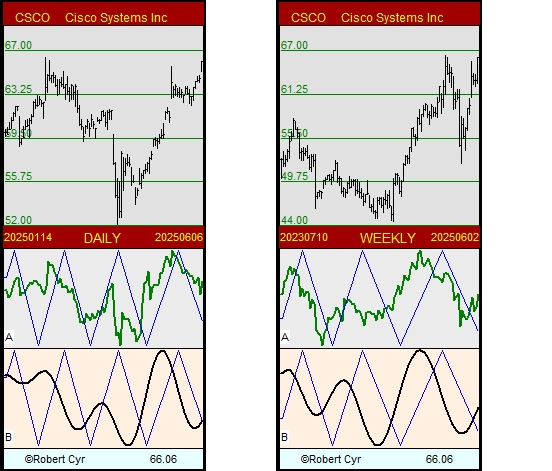 CSCO Cisco Systems Inc
67.00
63.25
59.50
55.75
52.00
20250114 DAILY 20250606
A
B
©Robert Cyr 66.06
CSCO Cisco Systems Inc
67.00
61.25
55.50
49.75
44.00
20230710 WEEKLY 20250602
A
B
©Robert Cyr 66.06